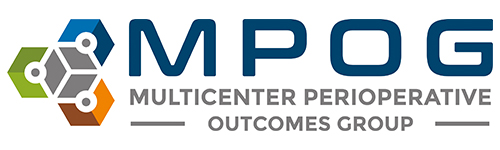 MPOG
MULTICENTER PERIOPERATIVE
OUTCOMES GROUP